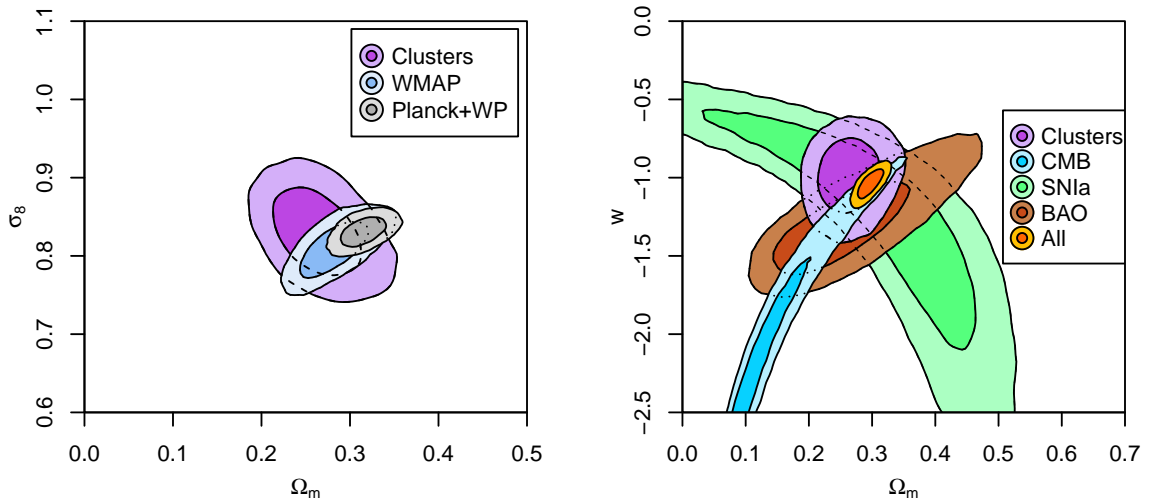 1.1
1.0
0.9
0.8
0.7
0.6
σ8
0.0 0.1 0.2 0.3 0.4 0.5
Ωm
Clusters
WMAP
Planck+WP
0.0
−0.5
−1.0
−1.5
−2.0
−2.5
w
0.0 0.1 0.2 0.3 0.4 0.5 0.6 0.7
Ωm
Clusters
CMB
SNIa
BAO
All